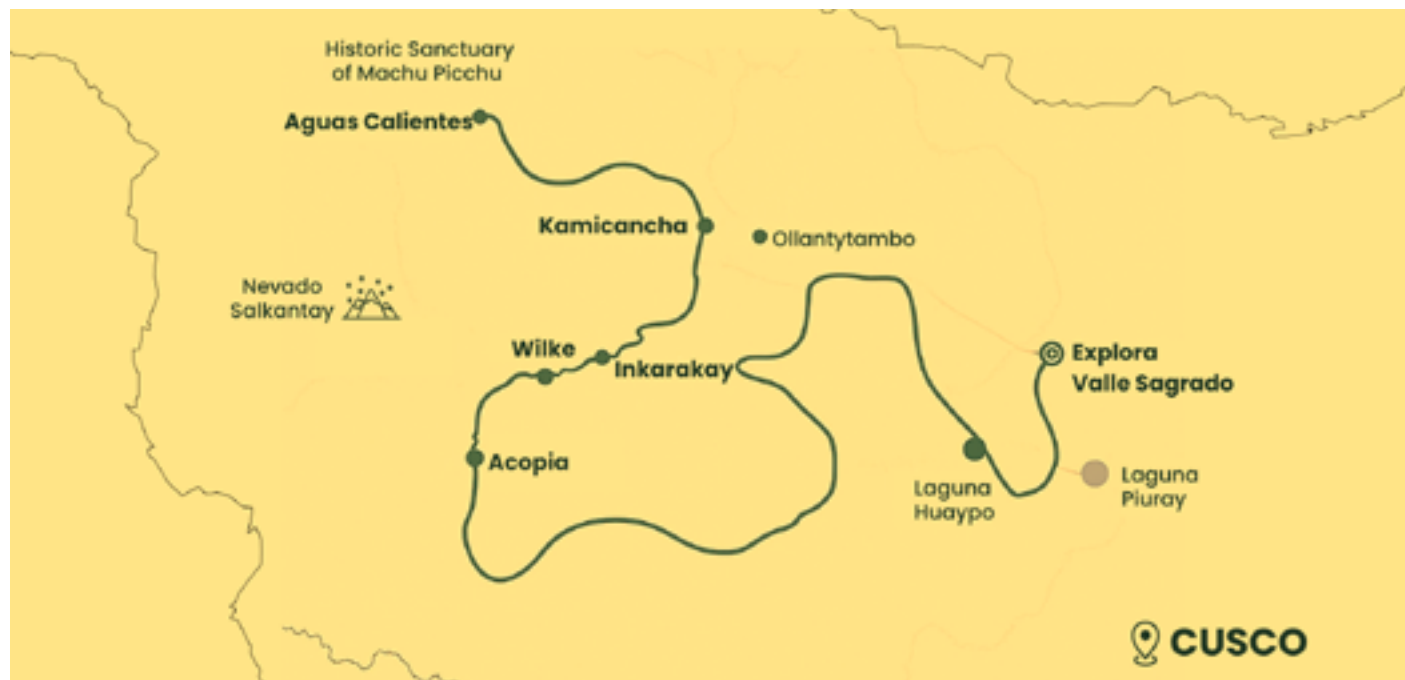 Historic Sanctuary
of Machu Picchu
Aguas Calientes
Kamicancha
Ollantytambo
Nevado
Salkantay
Wilke
Inkarakay
Explora
Valle Sagrado
Acopia
Laguna
Huaypo
Laguna
Piuray
CUSCO